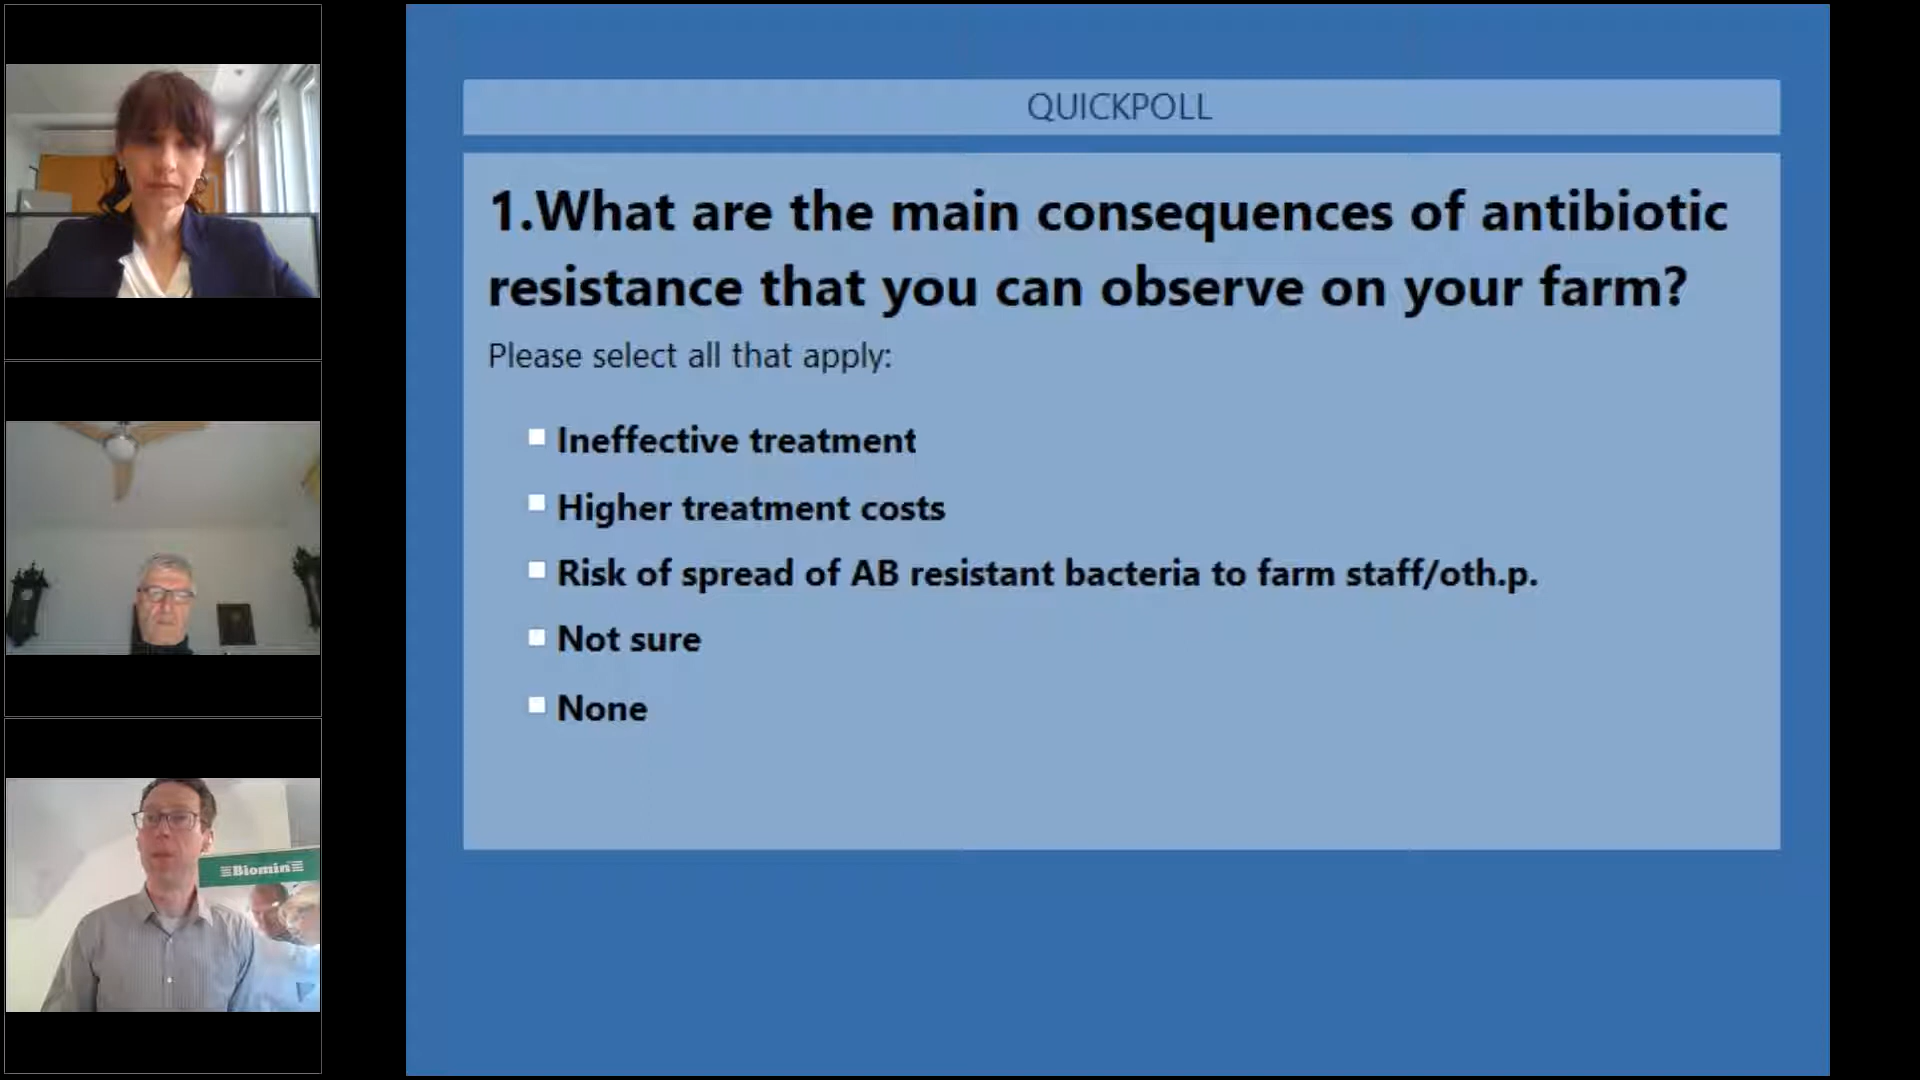 QUICKPOLL
1.What are the main consequences of antibiotic
resistance that you can observe on your farm?
Please select all that apply:
Ineffective treatment
Higher treatment costs
Risk of spread of AB resistant bacteria to farm staff/oth.p.
Not sure
None
Biomin